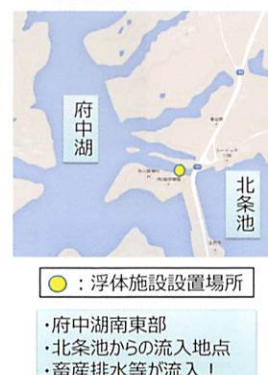 府中湖
北条池
：浮体施設設置場所
・府中湖南東部
・北条池からの流入地点
・畜産排水等が流入！